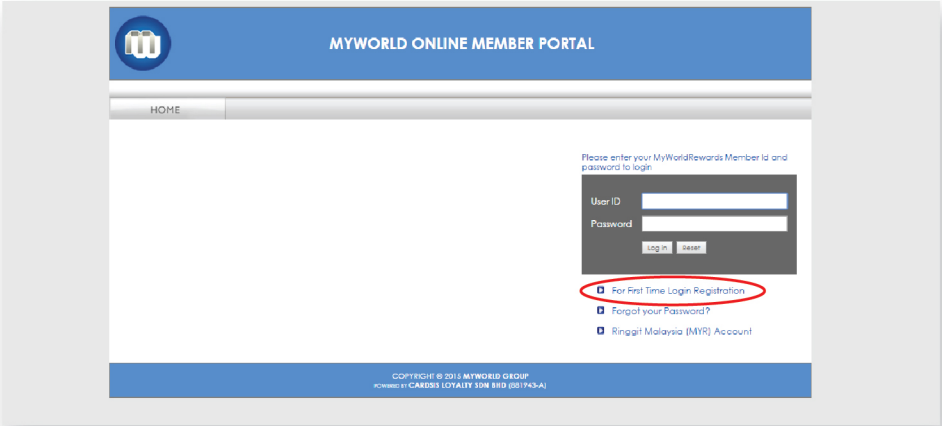 MYWORLD ONLINE MEMBER PORTAL
HOME
Please enter your MyWorldRewards Member Id and
password to login
User ID
Password
Log In Reset
For First Time Login Registration
Forgot your Password?
Ringgit Malaysia (MYR) Account
COPYRIGHT © 2015 MYWORLD GROUP
POWERED BY CARDSIS LOYALTY SDN BHD (881943-A)